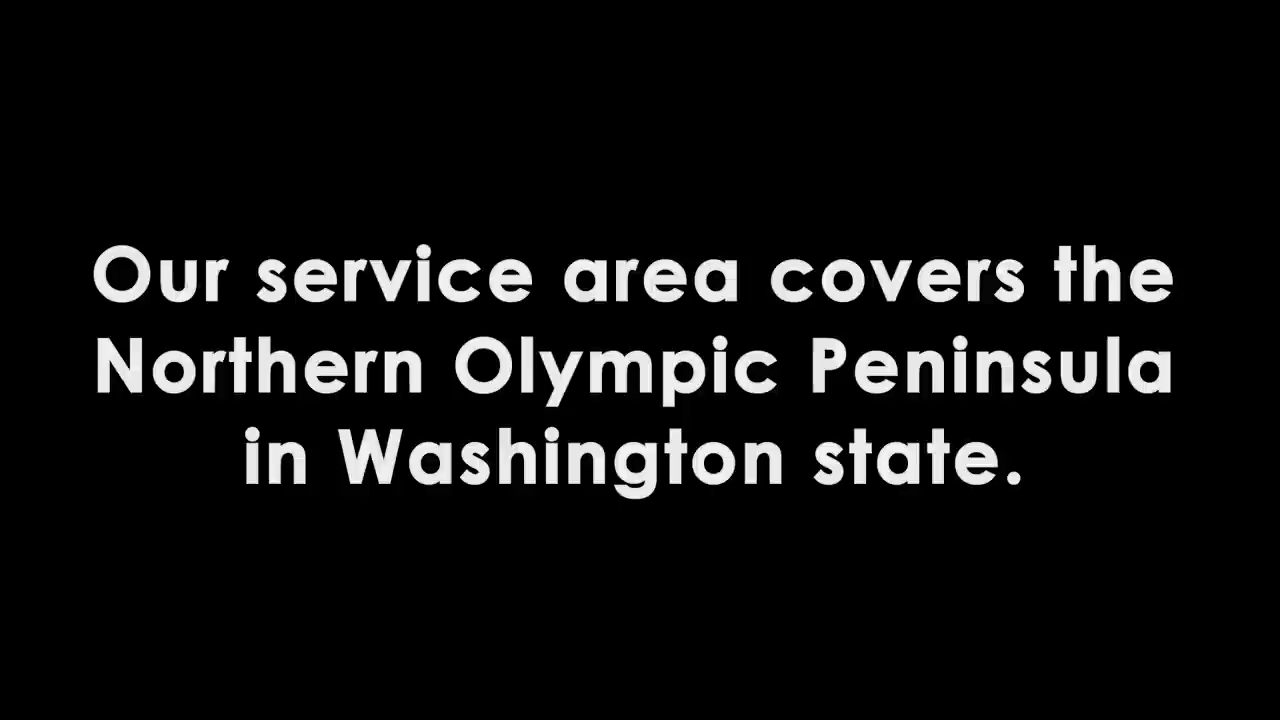 Our service area covers the
Northern Olympic Peninsula
in Washington state.